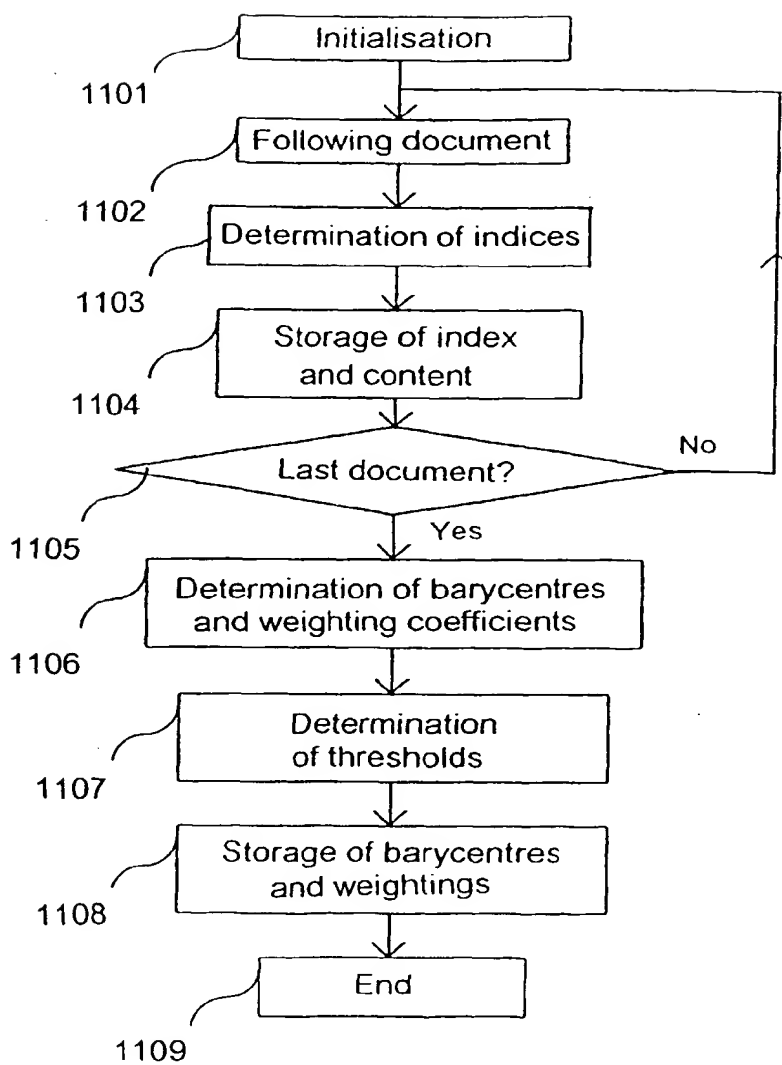 Initialisation
1101
Following document
1102
Determination of indices
1103
Storage of index
and content
1104
No
Last document?
1105
Yes
Determination of barycentres
and weighting coefficients
1106
Determination
of thresholds
1107
Storage of barycentres
and weightings
1108
End
1109